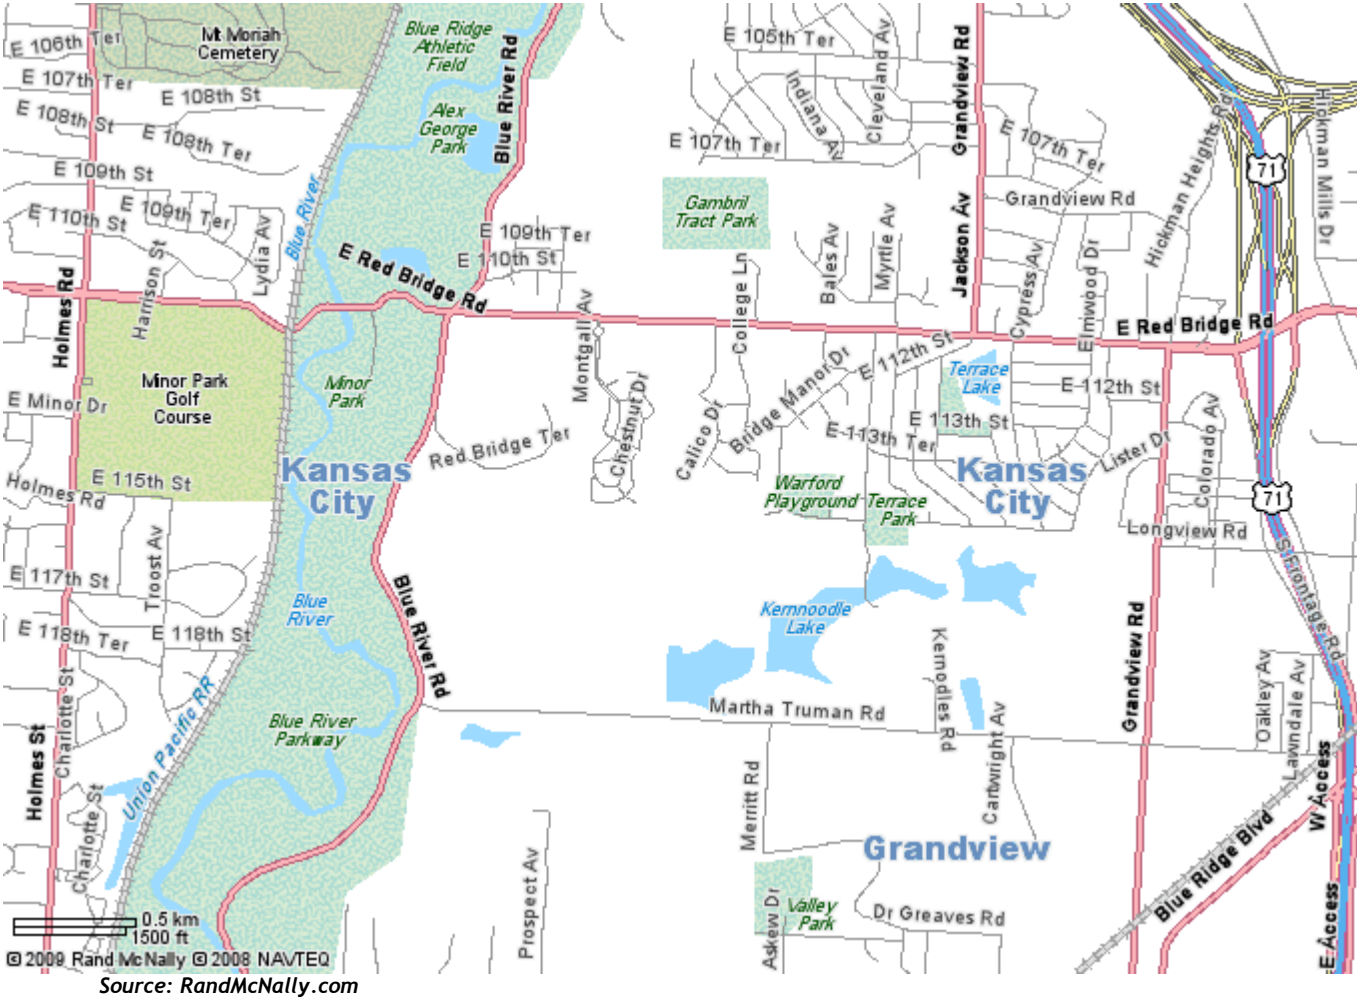 Mt Moriah
Cemetery
Blue Ridge
Athletic
Field
Alex
George
Park
Blue River Rd
E 105th Ter
Cleveland Av
Indiana Av
Grandview Rd
E 106th Ter
E 107th Ter
E 108th St
E 108th St
E 108th Ter
E 109th St
E 109th Ter
E 110th St
Lydia Av
Harrison St
Holmes Rd
Blue River
E 107th Ter
E 107th Ter
Grandview Rd
Hickman Heights Rd
Hickman Mills Dr
71
Gambril
Tract Park
E 109th Ter
E 110th St
E Red Bridge Rd
Montgall Av
College Ln
Bales Av
Myrtle Av
Jackson Av
Cypress Av
Elmwood Dr
E Red Bridge Rd
Minor Park
Golf
Course
Minor
Park
E Minor Dr
E 115th St
Holmes Rd
Red Bridge Ter
Chestnut Dr
Calico Dr
Bridge Manor Dr
E 112th St
Terrace
Lake
E 112th St
E 113th St
E 113th Ter
Lister Dr
Colorado Av
Kansas
City
Kansas
City
Warford
Playground
Terrace
Park
71
Longview Rd
S Frontage Rd
Troost Av
E 117th St
E 118th Ter
E 118th St
Blue
River
Blue River Rd
Kernnoodle
Lake
Kernodles Rd
Grandview Rd
Oakley Av
Lawndale Av
Charlotte St
Union Pacific RR
Blue River
Parkway
Martha Truman Rd
Cartwright Av
Merritt Rd
Holmes St
Charlotte St
W Access
Blue Ridge Blvd
E Access
Grandview
Prospect Av
Askew Dr
Valley
Park
Dr Greaves Rd
0.5 km
1500 ft
© 2009 Rand McNally © 2008 NAVTEQ
Source: RandMcNally.com